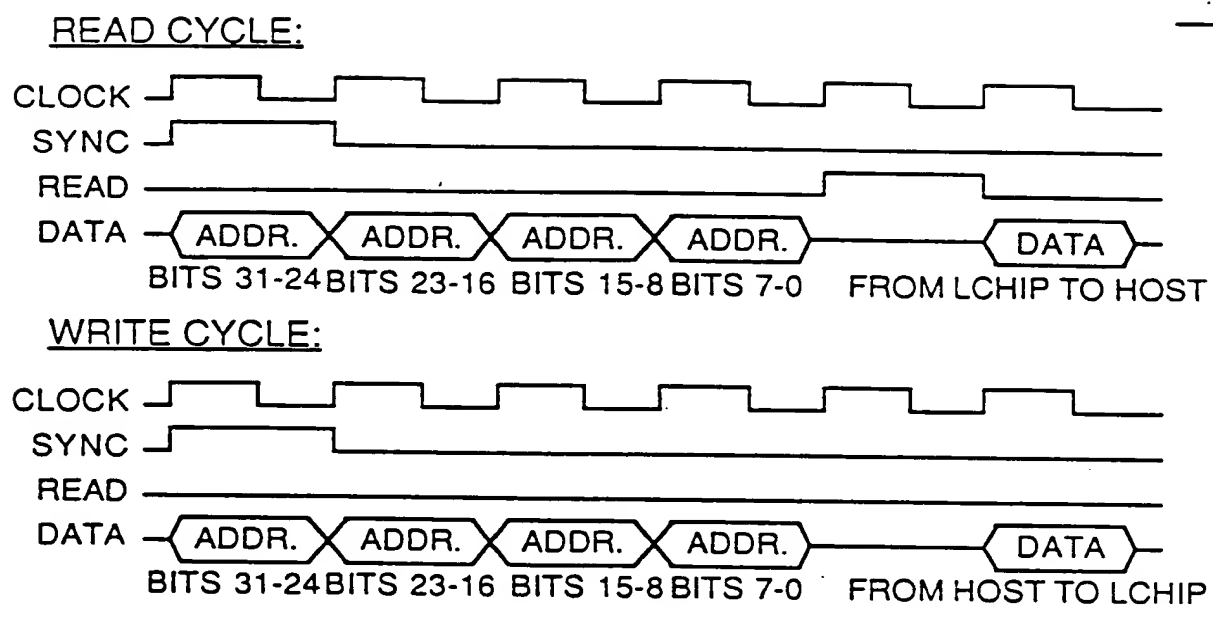 READ CYCLE:
CLOCK
SYNC
READ
DATA ADDR. ADDR. ADDR. ADDR. DATA
BITS 31-24 BITS 23-16 BITS 15-8 BITS 7-0 FROM LCHIP TO HOST
WRITE CYCLE:
CLOCK
SYNC
READ
DATA ADDR. ADDR. ADDR. ADDR. DATA
BITS 31-24 BITS 23-16 BITS 15-8 BITS 7-0 FROM HOST TO LCHIP